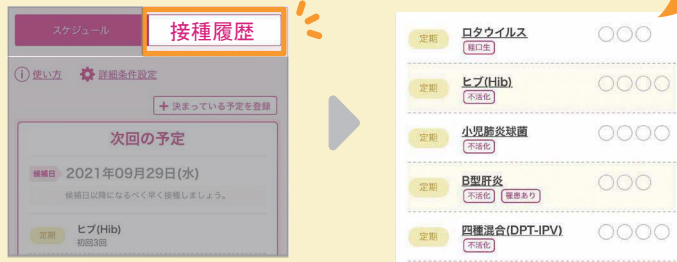 スケジュール
接種履歴
使い方
詳細条件設定
+ 決まっている予定を登録
次回の予定
候補日 2021年09月29日(水)
候補日以降になるべく早く接種しましょう。
定期 ヒブ(Hib)
初回3回
定期 ロタウイルス
経口生
定期 ヒブ(Hib)
不活化
定期 小児肺炎球菌
不活化
定期 B型肝炎
不活化 罹患あり
定期 四種混合(DPT-IPV)
不活化